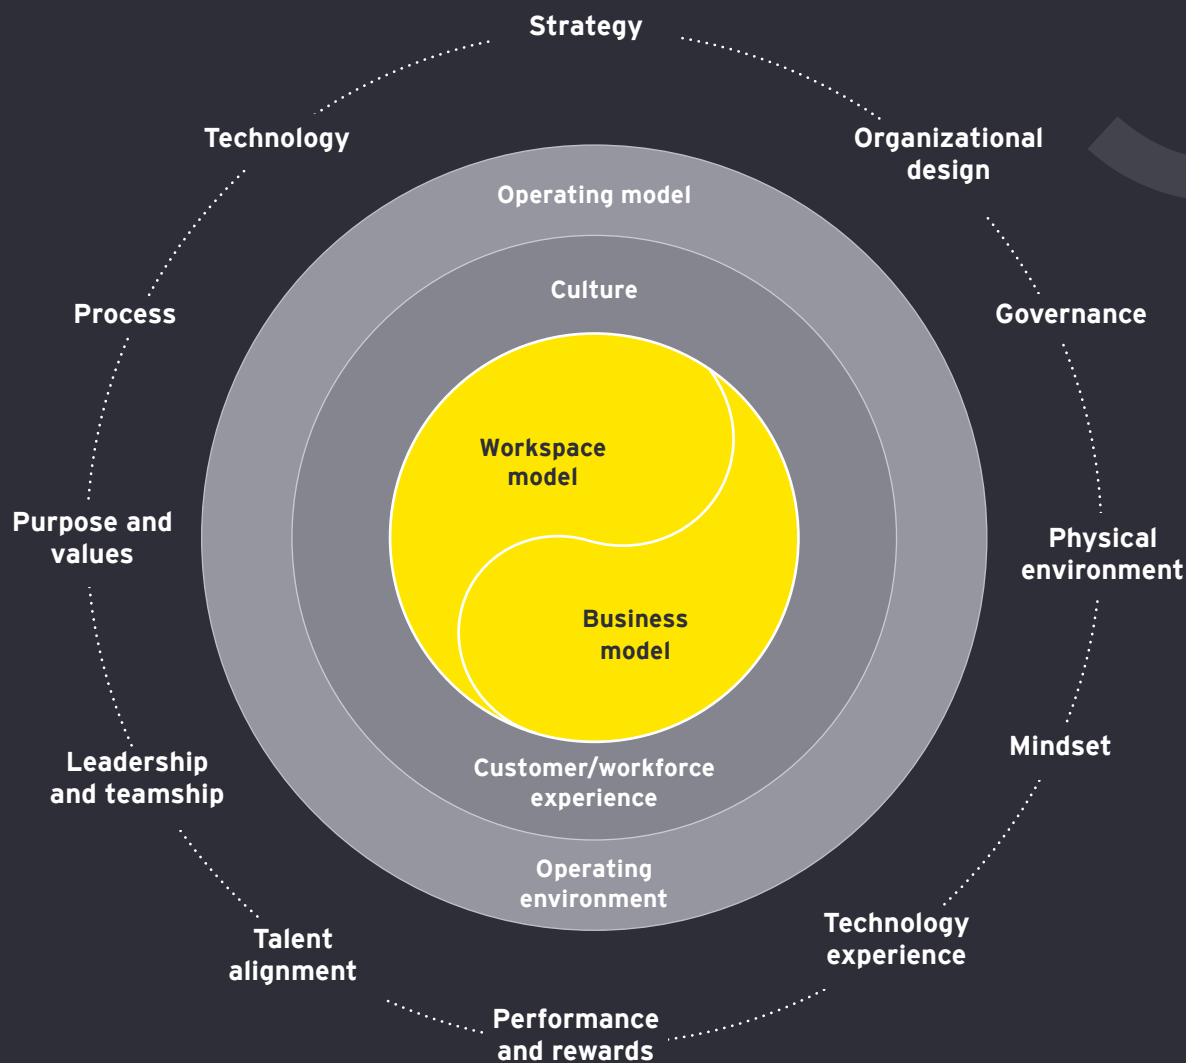 Strategy
Technology
Organizational
design
Operating model
Culture
Process
Governance
Workspace
model
Purpose and
values
Physical
environment
Business
model
Mindset
Leadership
and teamship
Customer/workforce
experience
Operating
environment
Technology
experience
Talent
alignment
Performance
and rewards